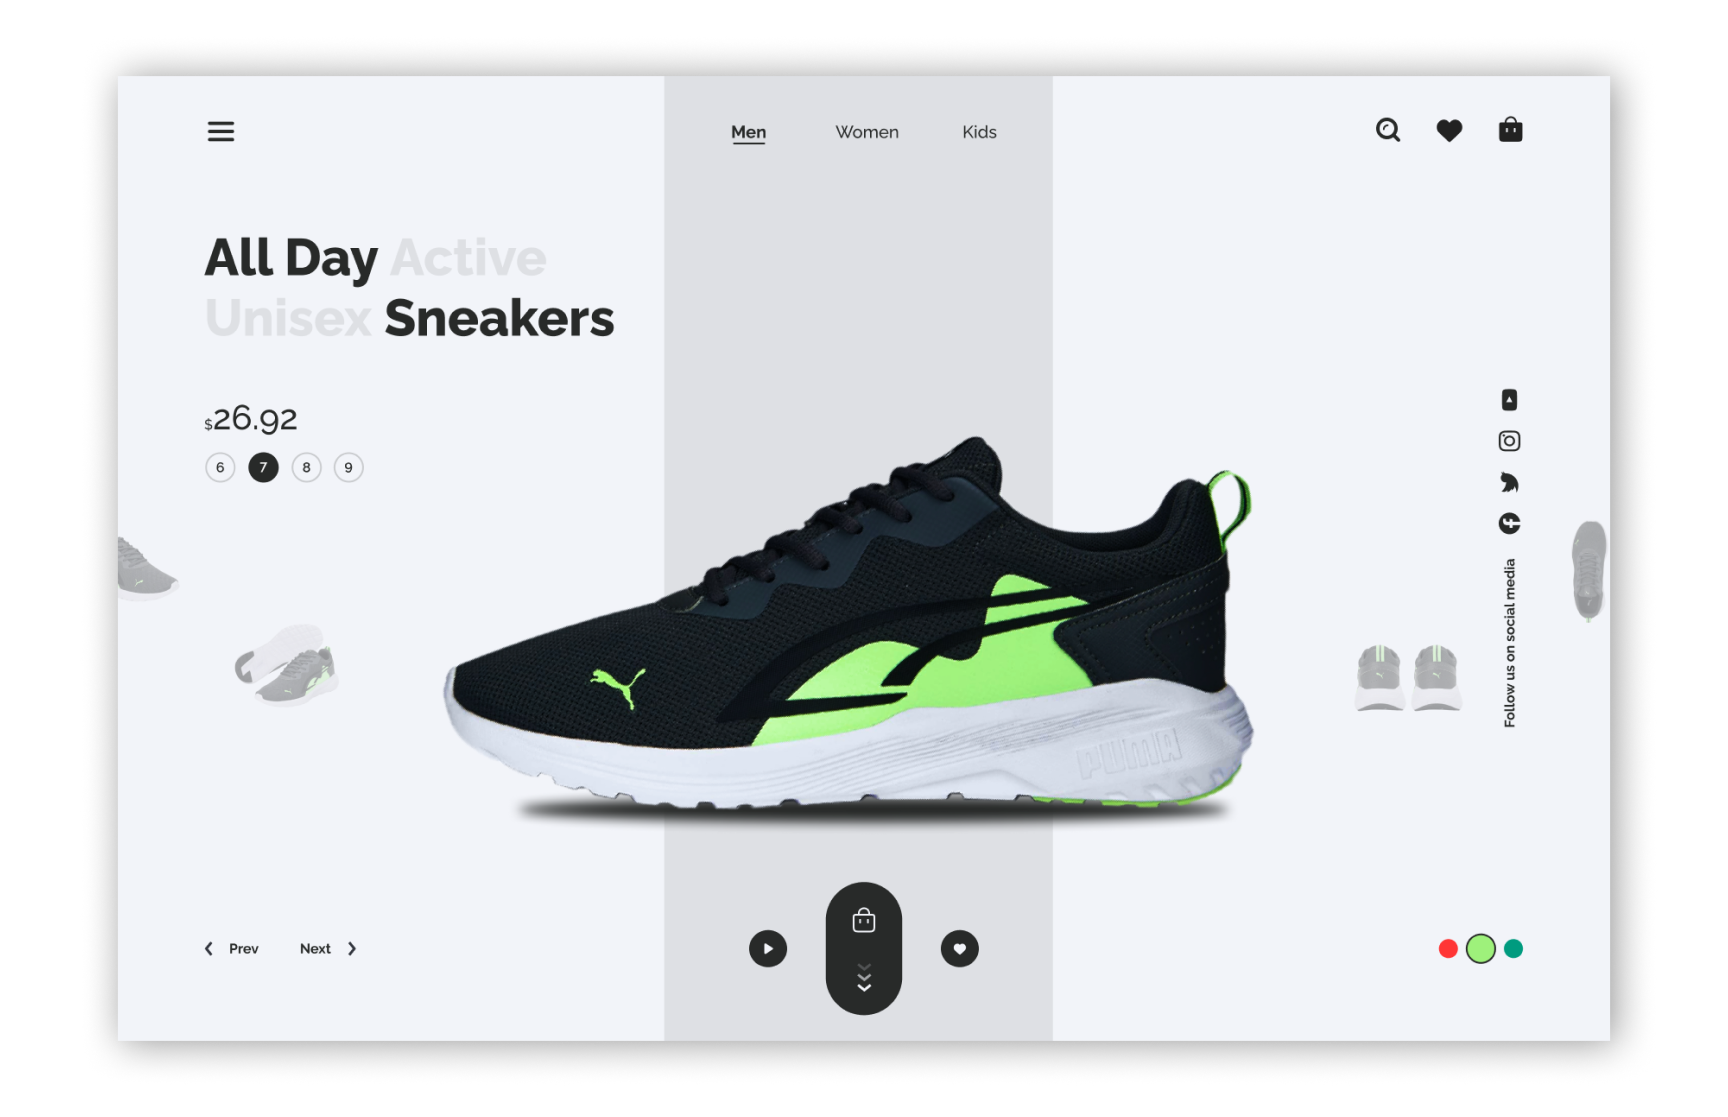 Men Women Kids
All Day Active
Unisex Sneakers
$26.92
6 7 8 9
PUMA
Follow us on social media
Prev Next